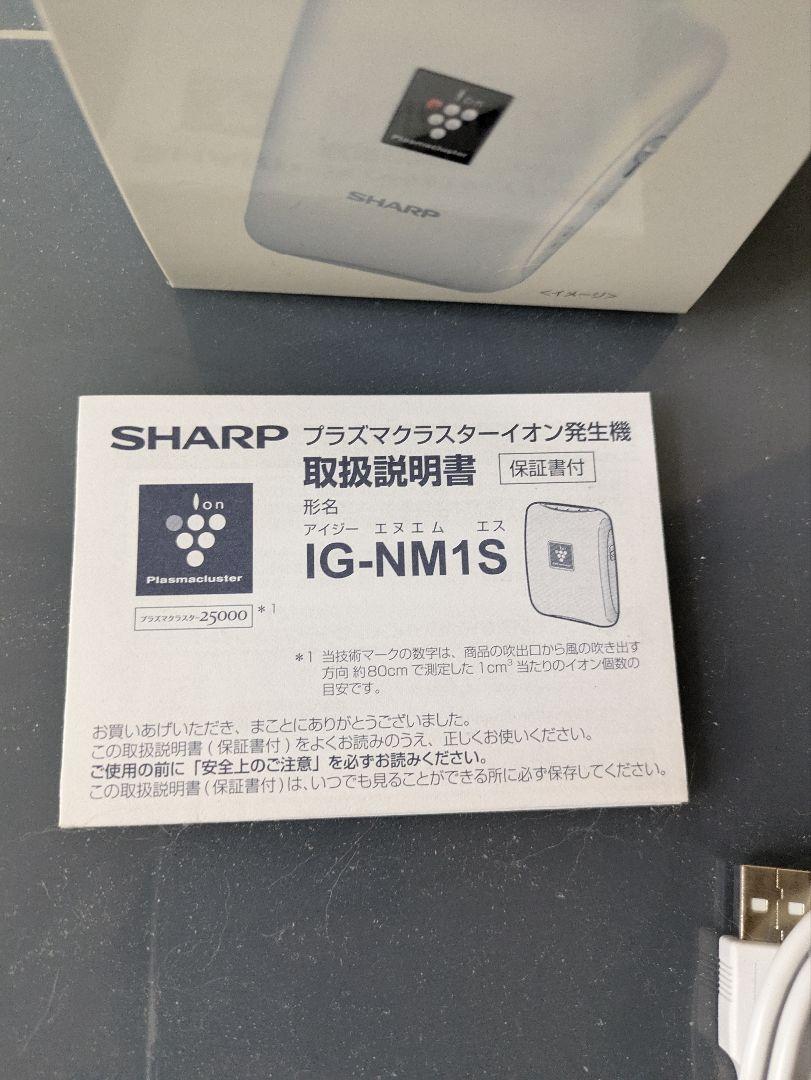 Ion
Plasmacluster
SHARP
<イメージ>
SHARP プラズマクラスターイオン発生機
取扱説明書 保証書付
Ion
Plasmacluster
プラズマクラスター25000 *1
形名
アイジー エヌエム エス
IG-NM1S
*1 当技術マークの数字は、商品の吹出口から風の吹き出す
方向 約80cm で測定した 1cm³ 当たりのイオン個数の
目安です。
お買いあげいただき、まことにありがとうございました。
この取扱説明書(保証書付)をよくお読みのうえ、正しくお使いください。
ご使用の前に「安全上のご注意」を必ずお読みください。
この取扱説明書(保証書付)は、いつでも見ることができる所に必ず保存してください。